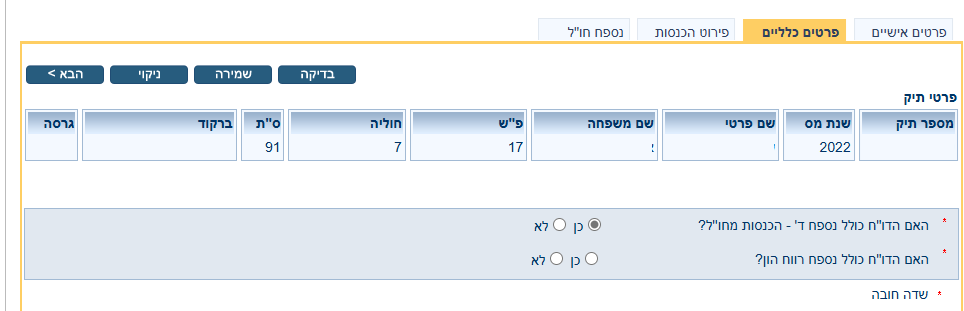 פרטים אישיים פרטים כלליים פירוט הכנסות נספח חו"ל
בדיקה שמירה ניקוי הבא >
פרטי תיק
מספר תיק שנת מס שם פרטי שם משפחה פ"ש חוליה ס"ת ברקוד גרסה
2022 17 7 91
* האם הדו"ח כולל נספח ד' - הכנסות מחו"ל? כן לא
* האם הדו"ח כולל נספח רווח הון? כן לא
* שדה חובה